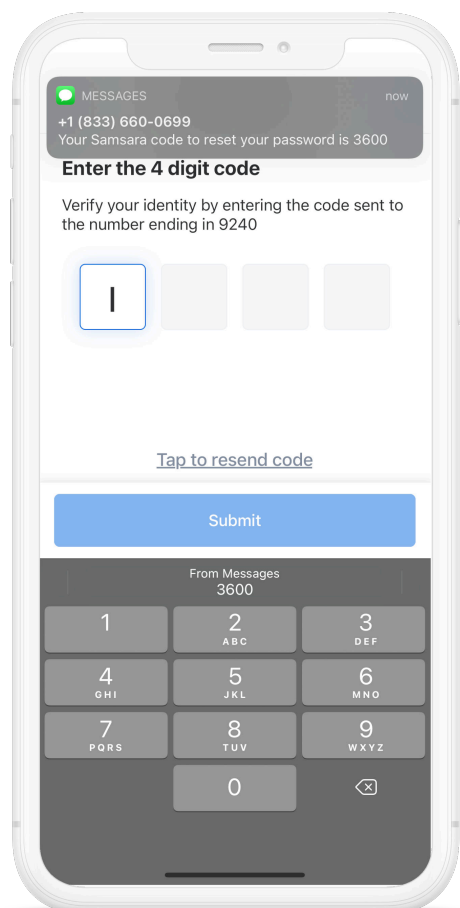 MESSAGES now
+1 (833) 660-0699
Your Samsara code to reset your password is 3600
Enter the 4 digit code
Verify your identity by entering the code sent to
the number ending in 9240
Tap to resend code
Submit
From Messages
3600
1 2 3
ABC DEF
4 5 6
GHI JKL MNO
7 8 9
PQRS TUV WXYZ
0